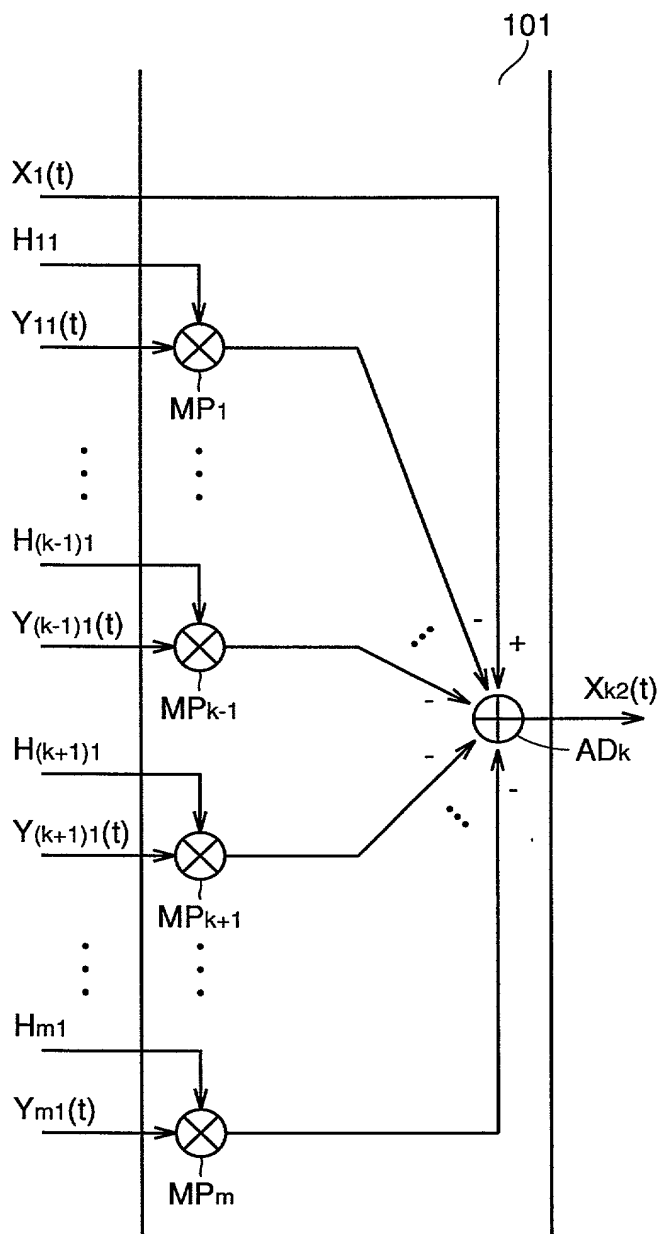 101
X1(t)
H11
Y11(t)
MP1
H(k-1)1
Y(k-1)1(t)
MPk-1
-
+
-
Xk2(t)
ADk
H(k+1)1
-
-
Y(k+1)1(t)
MPk+1
Hm1
Ym1(t)
MPm